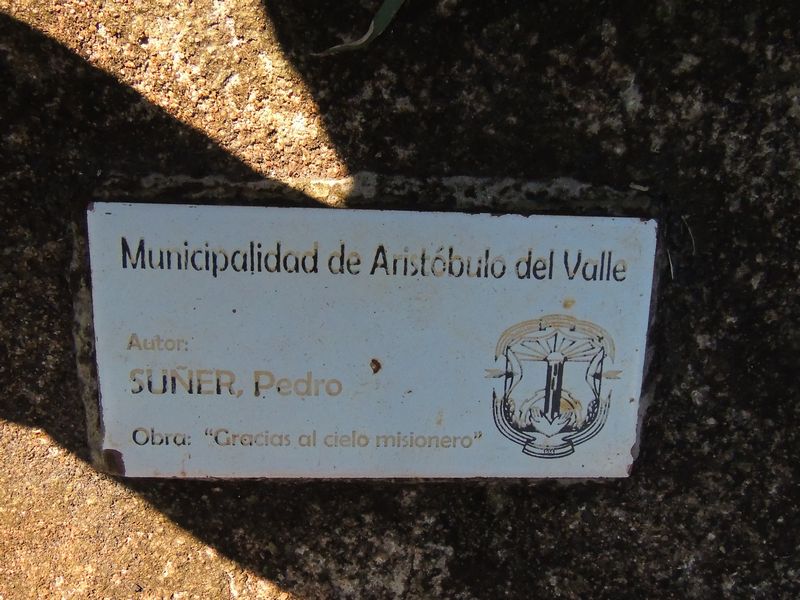 Municipalidad de Aristóbulo del Valle
Autor:
SUÑER, Pedro
Obra: "Gracias al cielo misionero"